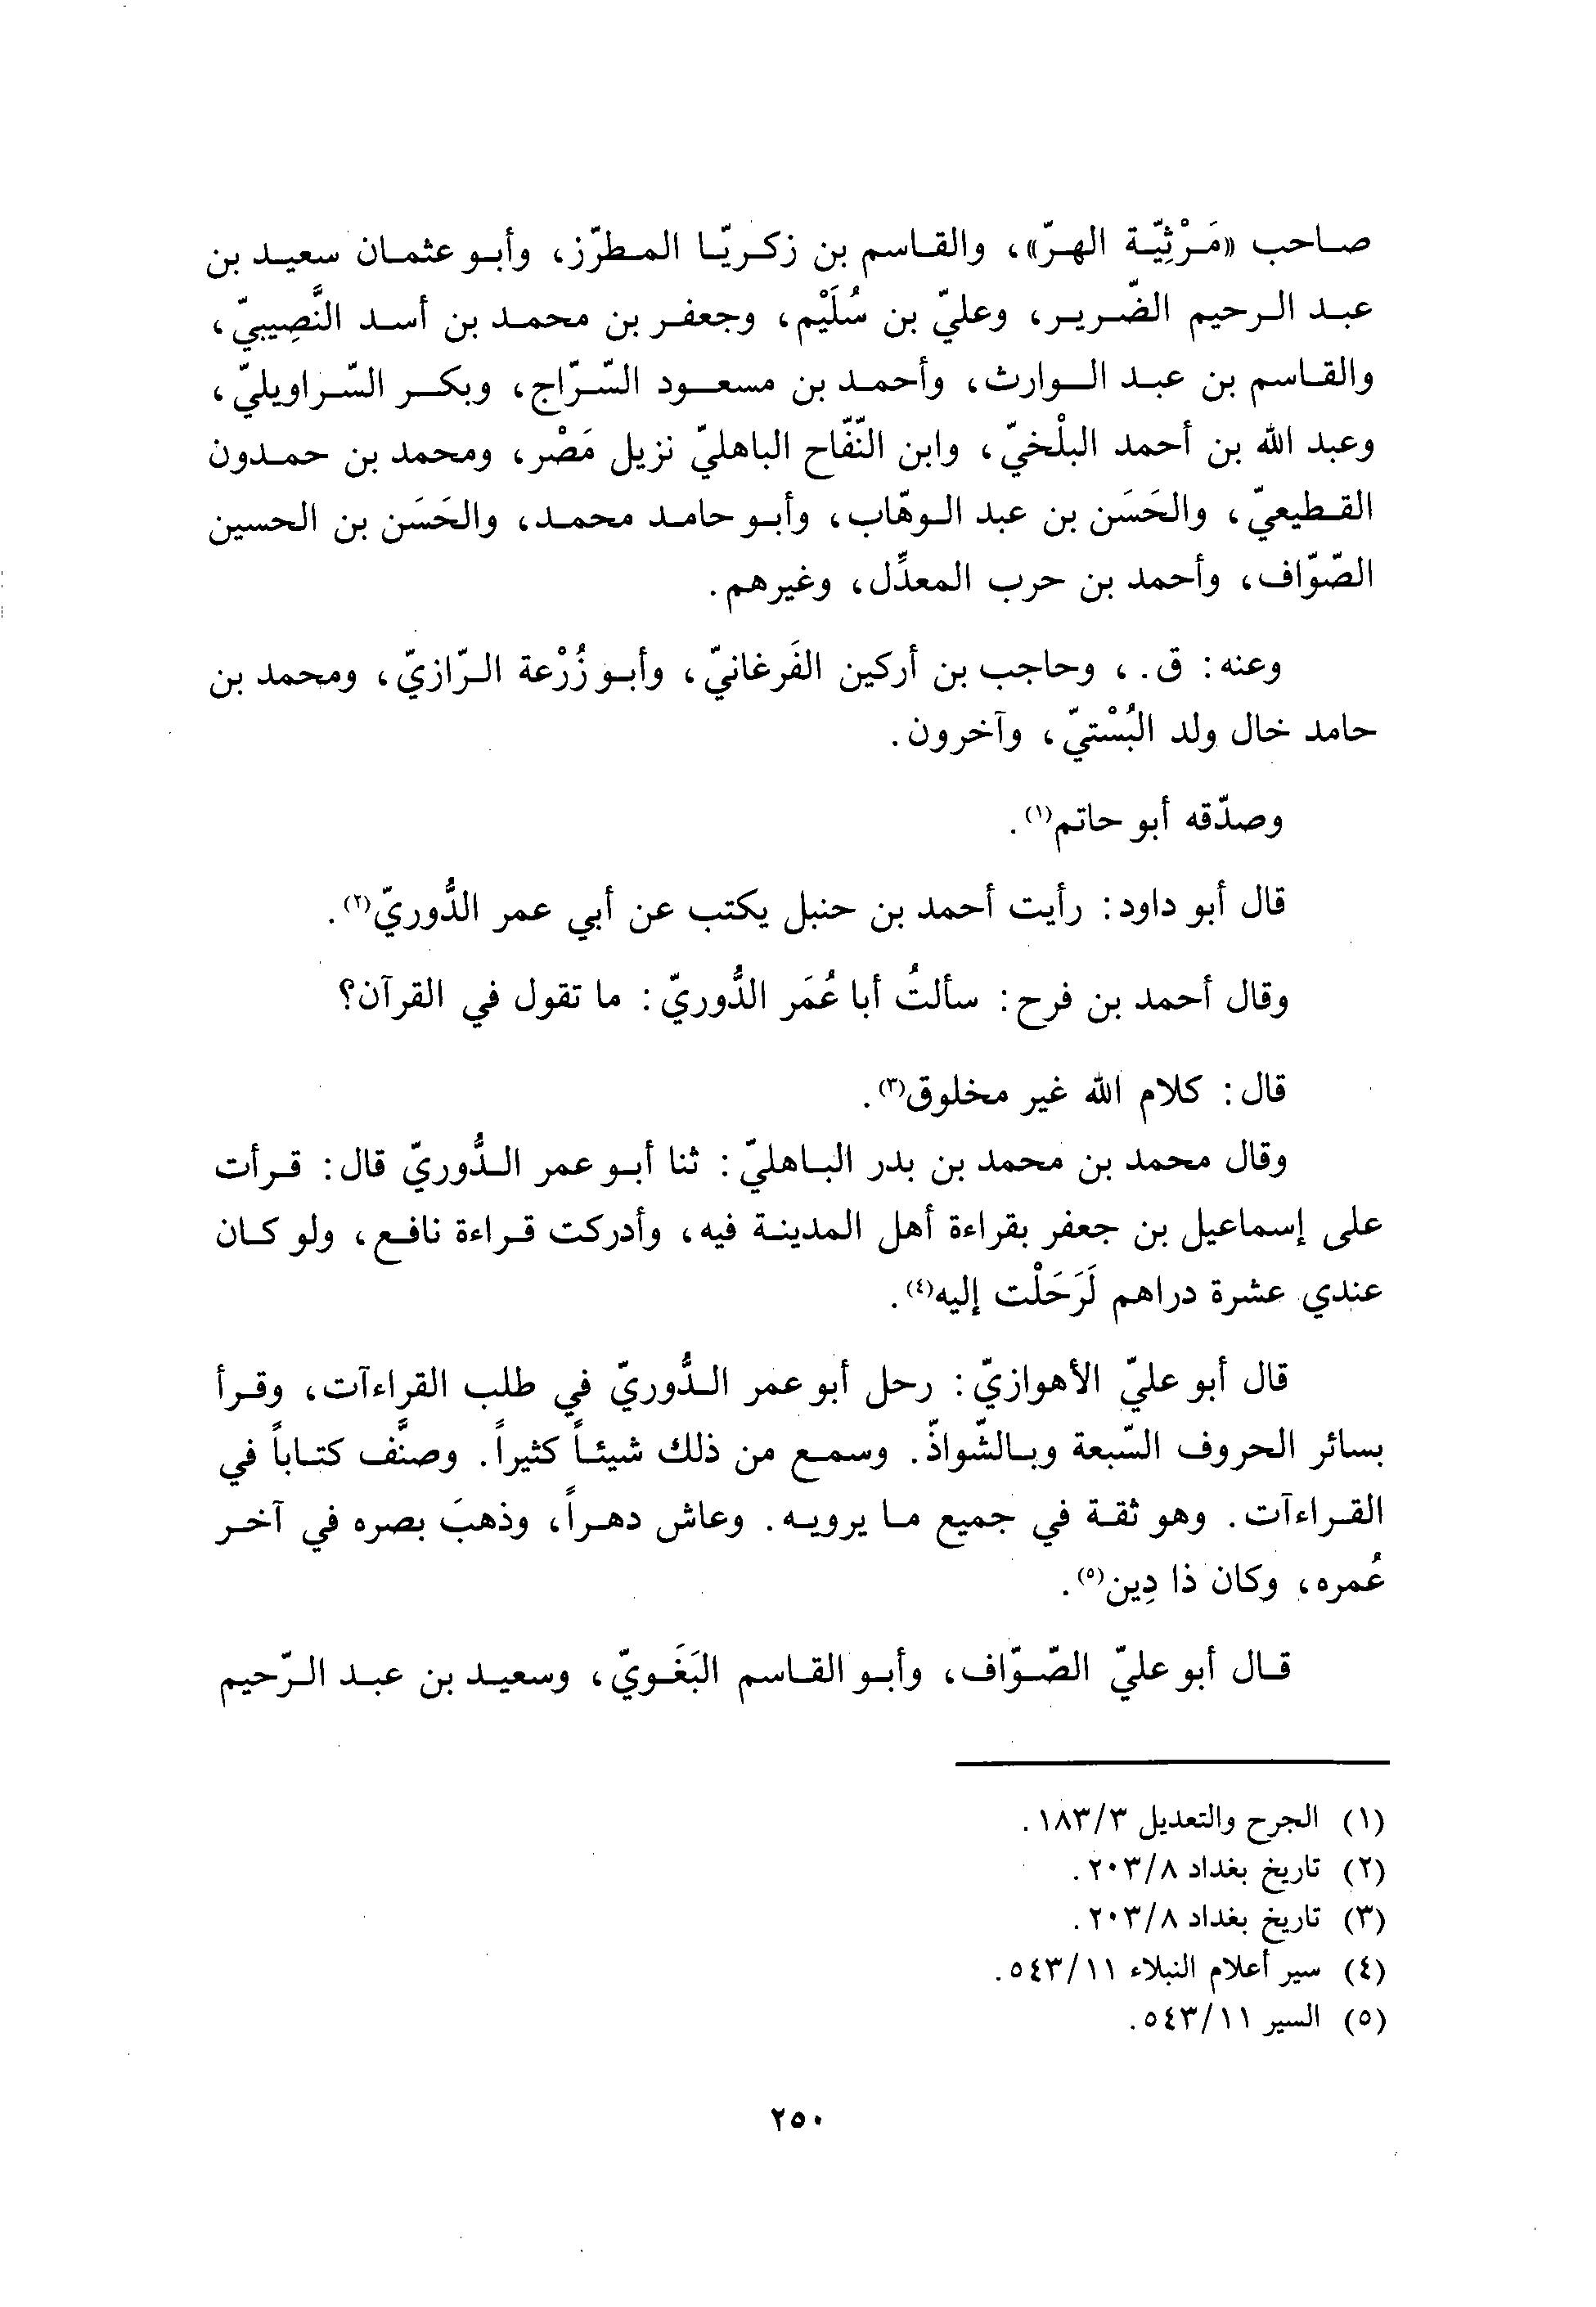 صاحب «مَرْثِيّة الهرّ»، والقاسم بن زكريّا المطرّز، وأبو عثمان سعيد بن
عبد الرحيم الضّرير، وعليّ بن سُلَيْم، وجعفر بن محمد بن أسد النَّصِيبيّ،
والقاسم بن عبد الوارث، وأحمد بن مسعود السّرّاج، وبكر السّراويليّ،
وعبد الله بن أحمد البلْخيّ، وابن النّفّاح الباهليّ نزيل مَصْر، ومحمد بن حمدون
القطيعيّ، والحَسَن بن عبد الوهّاب، وأبو حامد محمد، والحَسَن بن الحسين
الصّوّاف، وأحمد بن حرب المعدِّل، وغيرهم.
وعنه: ق.، وحاجب بن أركين الفَرغانيّ، وأبو زُرْعة الرّازيّ، ومحمد بن
حامد خال ولد البُسْتيّ، وآخرون.
وصدّقه أبو حاتم(١).
قال أبو داود: رأيت أحمد بن حنبل يكتب عن أبي عمر الدُّوريّ(٢).
وقال أحمد بن فرح: سألتُ أبا عُمَر الدُّوريّ: ما تقول في القرآن؟
قال: كلام الله غير مخلوق(٣).
وقال محمد بن محمد بن بدر الباهليّ: ثنا أبو عمر الدُّوريّ قال: قرأت
على إسماعيل بن جعفر بقراءة أهل المدينة فيه، وأدركت قراءة نافع، ولو كان
عندي عشرة دراهم لَرَحَلْت إليه(٤).
قال أبو عليّ الأهوازيّ: رحل أبو عمر الدُّوريّ في طلب القراءآت، وقرأ
بسائر الحروف السّبعة وبالشّواذّ. وسمع من ذلك شيئاً كثيراً. وصنَّف كتاباً في
القراءآت. وهو ثقة في جميع ما يرويه. وعاش دهراً، وذهبَ بصره في آخر
عُمره، وكان ذا دِين(٥).
قال أبو عليّ الصّوّاف، وأبو القاسم البَغَويّ، وسعيد بن عبد الرّحيم
(١) الجرح والتعديل ١٨٣/٣.
(٢) تاريخ بغداد ٢٠٣/٨.
(٣) تاريخ بغداد ٢٠٣/٨.
(٤) سير أعلام النبلاء ٥٤٣/١١.
(٥) السير ٥٤٣/١١.
٢٥٠